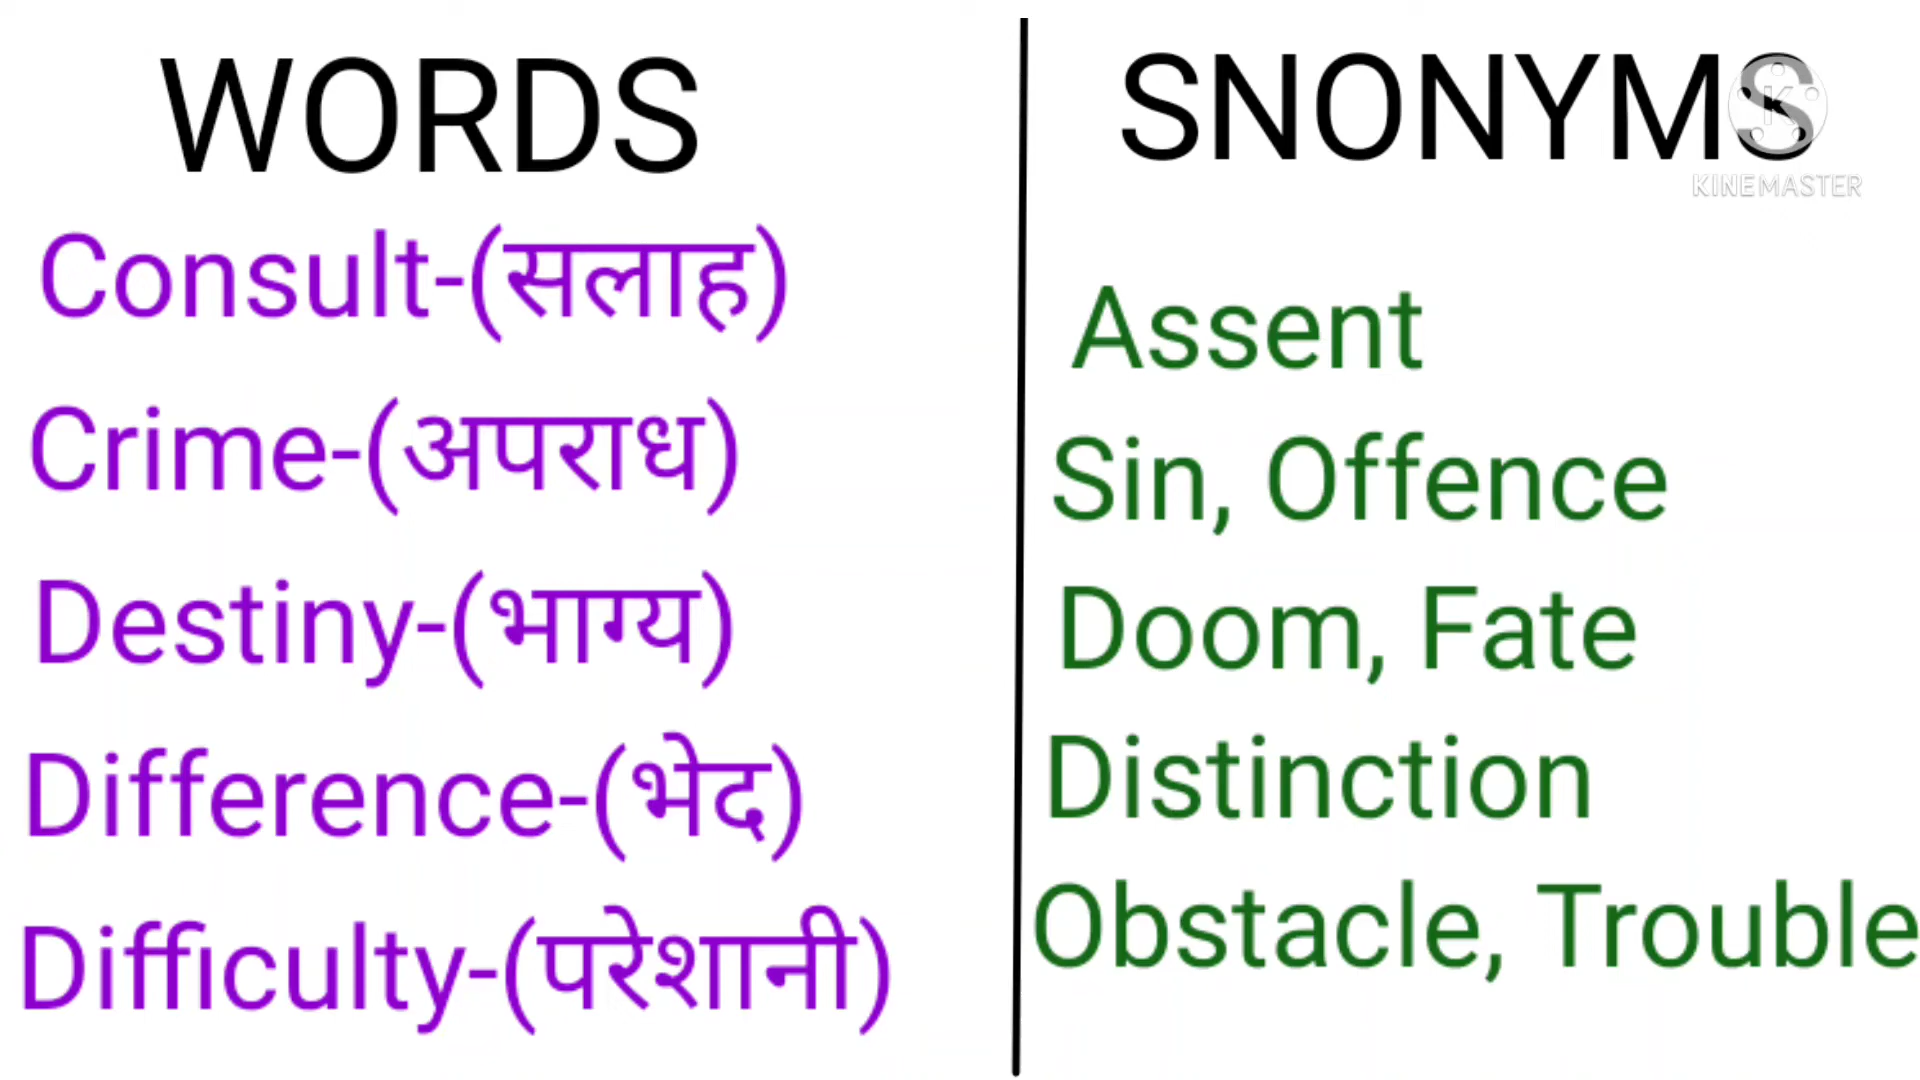 WORDS
Consult-(सलाह)
Crime-(अपराध)
Destiny-(भाग्य)
Difference-(भेद)
Difficulty-(परेशानी)
SNONYMS
KINEMASTER
Assent
Sin, Offence
Doom, Fate
Distinction
Obstacle, Trouble